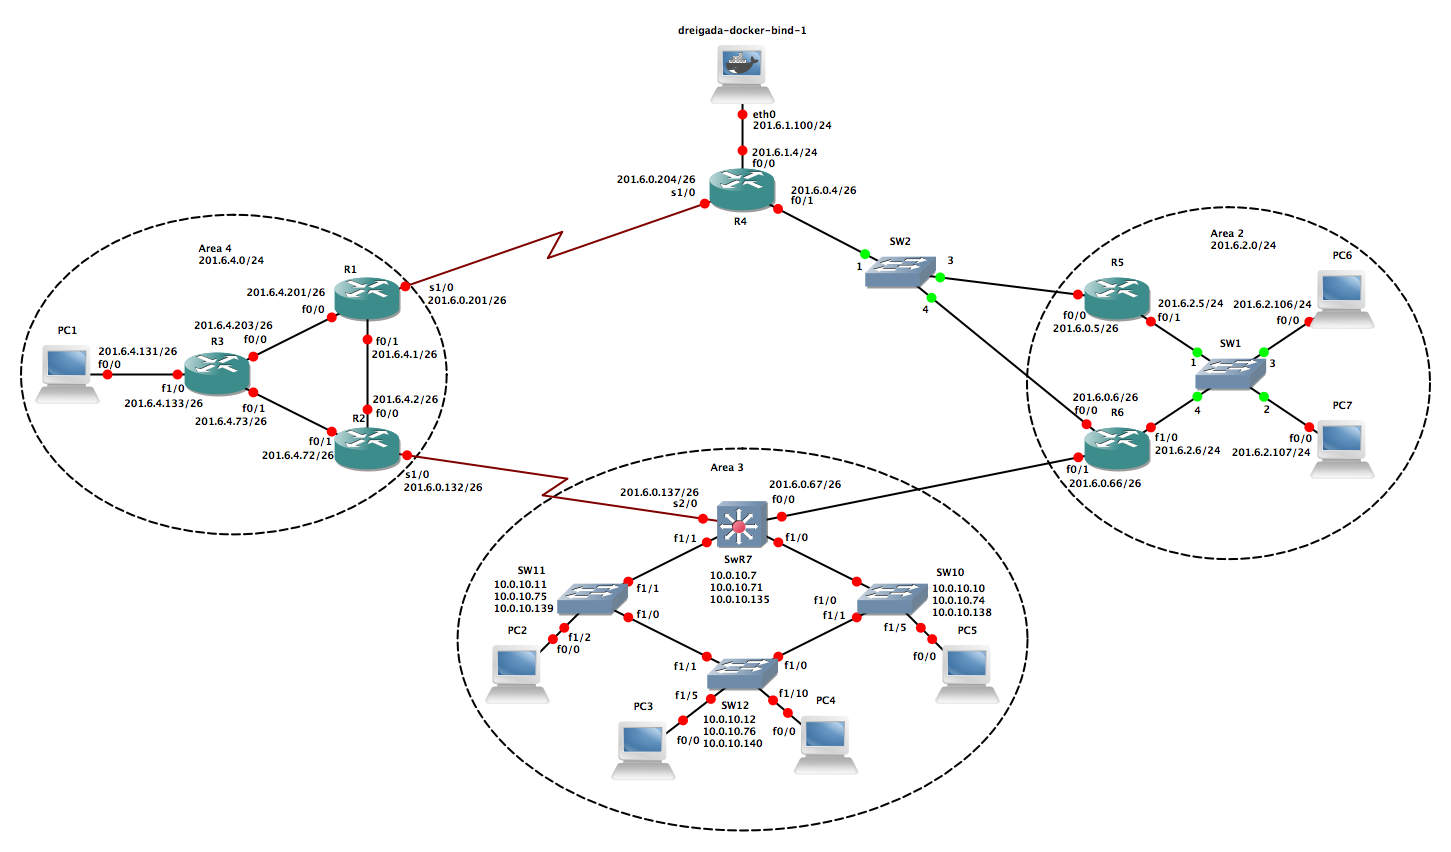 dreigada-docker-bind-1
eth0
201.6.1.100/24
201.6.1.4/24
f0/0
201.6.0.204/26
s1/0
201.6.0.4/26
f0/1
R4
SW2
1
3
4
Area 4
201.6.4.0/24
R1
s1/0
201.6.0.201/26
201.6.4.201/26
f0/0
f0/1
201.6.4.1/26
201.6.4.203/26
f0/0
R3
PC1
201.6.4.131/26
f0/0
f1/0
201.6.4.133/26
f0/1
201.6.4.73/26
201.6.4.2/26
f0/0
R2
f0/1
201.6.4.72/26
s1/0
201.6.0.132/26
Area 2
201.6.2.0/24
R5
f0/0
201.6.0.5/26
201.6.2.5/24
f0/1
PC6
201.6.2.106/24
f0/0
SW1
1
3
4
2
PC7
f0/0
201.6.2.107/24
201.6.0.6/26
f0/0
R6
f1/0
201.6.2.6/24
f0/1
201.6.0.66/26
Area 3
201.6.0.137/26
s2/0
201.6.0.67/26
f0/0
f1/1
f1/0
SwR7
10.0.10.7
10.0.10.71
10.0.10.135
SW11
10.0.10.11
10.0.10.75
10.0.10.139
f1/1
f1/0
f1/2
f0/0
PC2
SW10
10.0.10.10
10.0.10.74
10.0.10.138
f1/0
f1/1
f1/5
f0/0
PC5
f1/1
f1/0
f1/5
f1/10
SW12
10.0.10.12
10.0.10.76
10.0.10.140
PC3
f0/0
PC4
f0/0